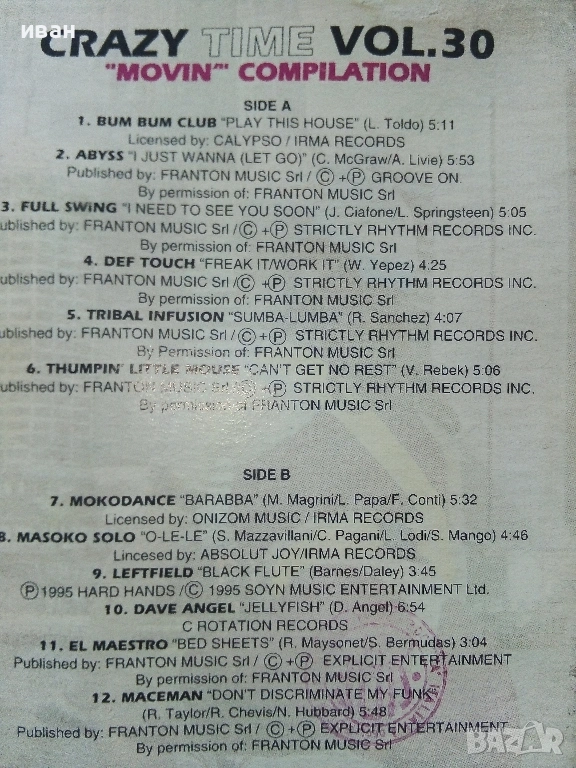 иван
CRAZY TIME VOL.30
"MOVIN'" COMPILATION
SIDE A
1. BUM BUM CLUB "PLAY THIS HOUSE" (L. Toldo) 5:11
Licensed by: CALYPSO / IRMA RECORDS
2. ABYSS "I JUST WANNA (LET GO)" (C. McGraw/A. Livie) 5:53
Published by: FRANTON MUSIC Srl / Ⓒ + Ⓟ GROOVE ON
By permission of: FRANTON MUSIC Srl
3. FULL SWING "I NEED TO SEE YOU SOON" (J. Ciafone/L. Springsteen) 5:05
ublished by: FRANTON MUSIC Srl / Ⓒ + Ⓟ STRICTLY RHYTHM RECORDS INC.
By permission of: FRANTON MUSIC Srl
4. DEF TOUCH "FREAK IT/WORK IT" (W. Yepez) 4:25
ublished by: FRANTON MUSIC Srl / Ⓒ + Ⓟ STRICTLY RHYTHM RECORDS INC.
By permission of: FRANTON MUSIC Srl
5. TRIBAL INFUSION "SUMBA-LUMBA" (R. Sanchez) 4:07
ublished by: FRANTON MUSIC Srl / Ⓒ + Ⓟ STRICTLY RHYTHM RECORDS INC.
By Permission of: FRANTON MUSIC Srl
6. THUMPIN' LITTLE MOUSE "CAN'T GET NO REST" (V. Rebek) 5:06
ublished by: FRANTON MUSIC Srl / Ⓒ + Ⓟ STRICTLY RHYTHM RECORDS INC.
By permission of: FRANTON MUSIC Srl
SIDE B
7. MOKODANCE "BARABBA" (M. Magrini/L. Papa/F. Conti) 5:32
Licensed by: ONIZOM MUSIC / IRMA RECORDS
8. MASOKO SOLO "O-LE-LE" (S. Mazzavillani/C. Pagani/L. Lodi/S. Mango) 4:46
Lincesed by: ABSOLUT JOY/IRMA RECORDS
9. LEFTFIELD "BLACK FLUTE" (Barnes/Daley) 3:45
Ⓟ 1995 HARD HANDS / Ⓒ 1995 SOYN MUSIC ENTERTAINMENT Ltd.
10. DAVE ANGEL "JELLYFISH" (D. Angel) 6:54
C ROTATION RECORDS
11. EL MAESTRO "BED SHEETS" (R. Maysonet/S. Bermudas) 3:04
Published by: FRANTON MUSIC Srl / Ⓒ + Ⓟ EXPLICIT ENTERTAINMENT
By permission of: FRANTON MUSIC Srl
12. MACEMAN "DON'T DISCRIMINATE MY FUNK"
(R. Taylor/R. Chevis/N. Hubbard) 5:48
Published by: FRANTON MUSIC Srl / Ⓒ + Ⓟ EXPLICIT ENTERTAINMENT
By permission of: FRANTON MUSIC Srl
BAZAR